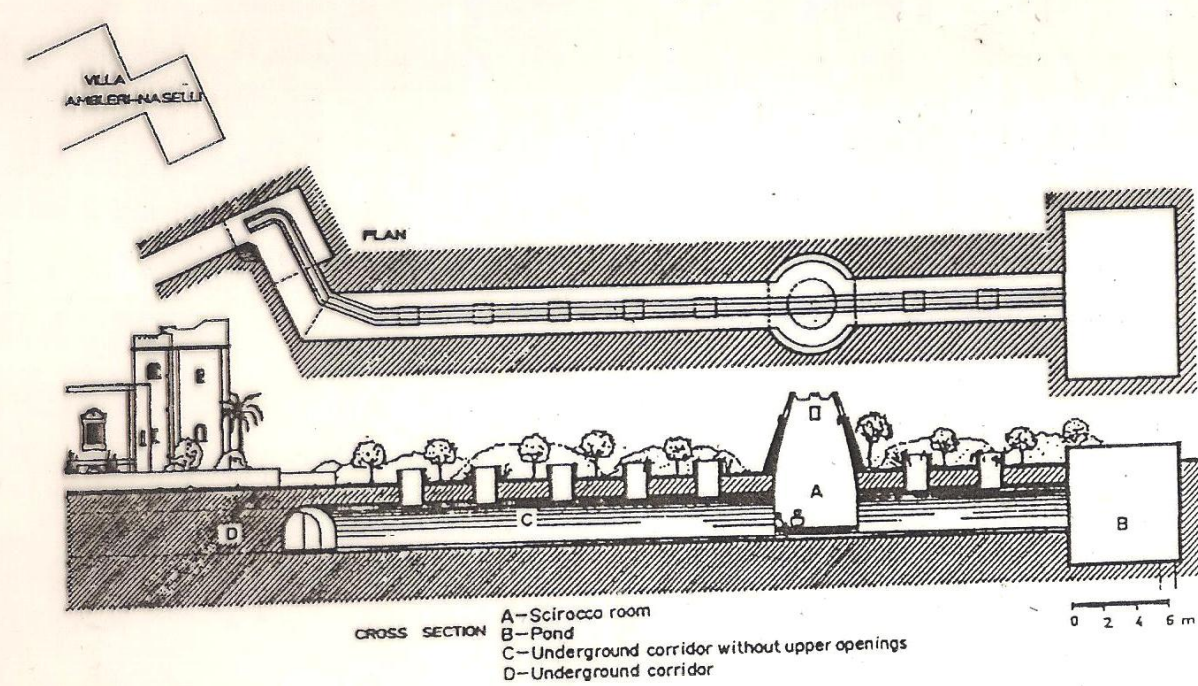 VILLA
AMBLERI-NASELLI
PLAN
A
C
D
B
CROSS SECTION
A-Scirocco room
B-Pond
C-Underground corridor without upper openings
D-Underground corridor
0 2 4 6 m